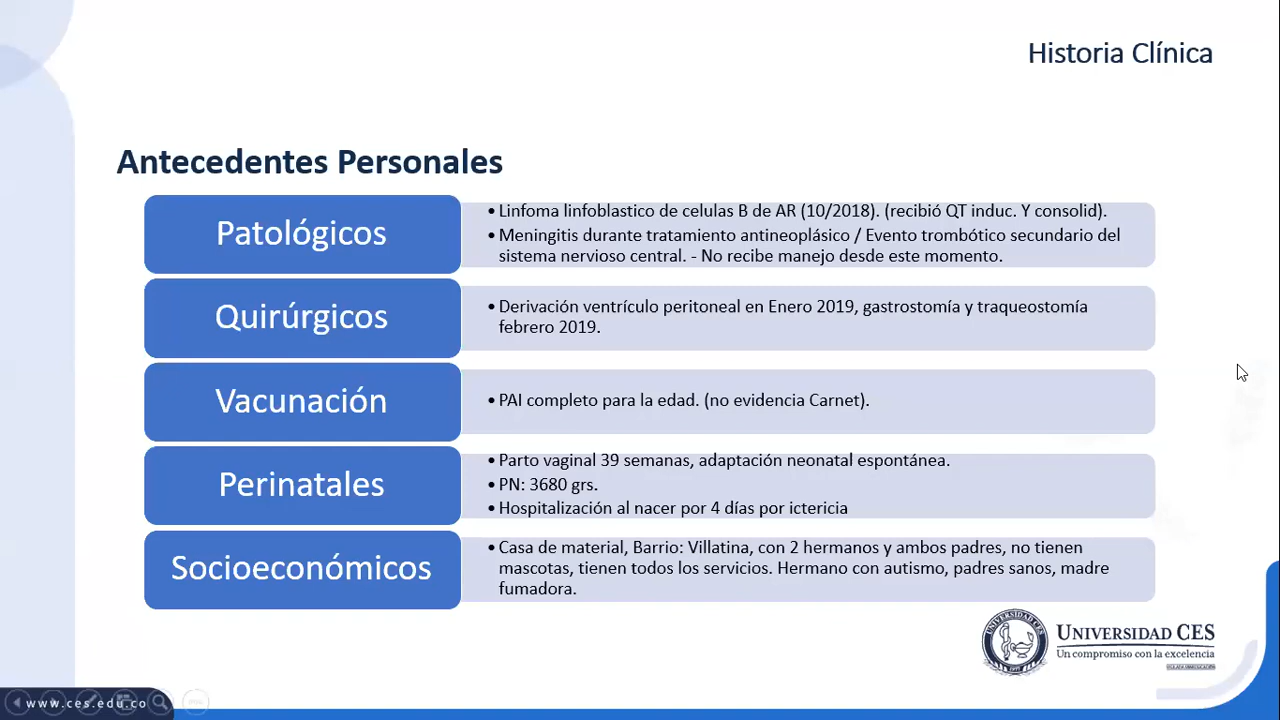 Historia Clínica
Antecedentes Personales
Patológicos
• Linfoma linfoblastico de celulas B de AR (10/2018). (recibió QT induc. Y consolid).
• Meningitis durante tratamiento antineoplásico / Evento trombótico secundario del
sistema nervioso central. - No recibe manejo desde este momento.
Quirúrgicos
• Derivación ventrículo peritoneal en Enero 2019, gastrostomía y traqueostomía
febrero 2019.
Vacunación
• PAI completo para la edad. (no evidencia Carnet).
Perinatales
• Parto vaginal 39 semanas, adaptación neonatal espontánea.
• PN: 3680 grs.
• Hospitalización al nacer por 4 días por ictericia
Socioeconómicos
• Casa de material, Barrio: Villatina, con 2 hermanos y ambos padres, no tienen
mascotas, tienen todos los servicios. Hermano con autismo, padres sanos, madre
fumadora.
UNIVERSIDAD CES
Un compromiso con la excelencia
www.ces.edu.co